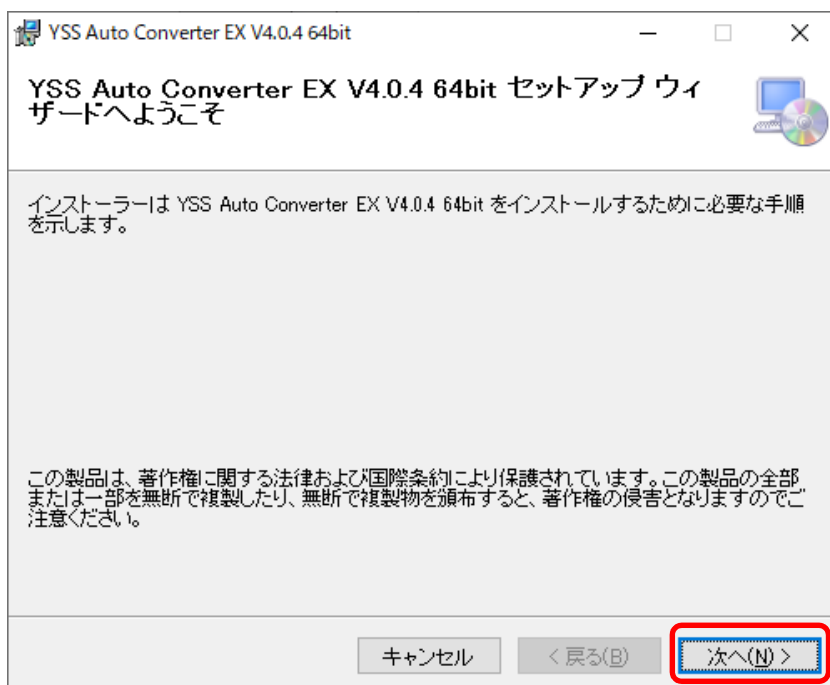 YSS Auto Converter EX V4.0.4 64bit
YSS Auto Converter EX V4.0.4 64bit セットアップ ウィ
ザードへようこそ
インストーラーは YSS Auto Converter EX V4.0.4 64bit をインストールするために必要な手順
を示します。
この製品は、著作権に関する法律および国際条約により保護されています。この製品の全部
または一部を無断で複製したり、無断で複製物を頒布すると、著作権の侵害となりますのでご
注意ください。
キャンセル
< 戻る(B)
次へ(N) >